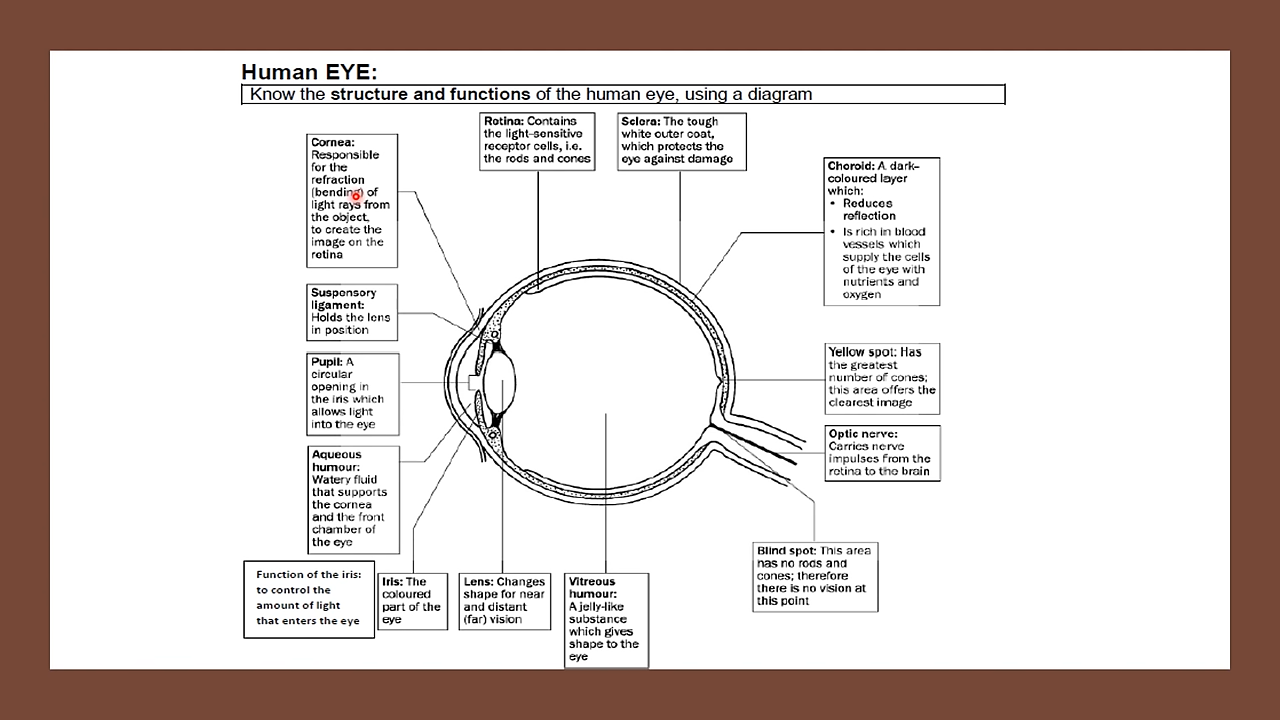 Human EYE:
Know the structure and functions of the human eye, using a diagram
Cornea:
Responsible
for the
refraction
(bending) of
light rays from
the object,
to create the
image on the
retina
Retina: Contains
the light-sensitive
receptor cells, i.e.
the rods and cones
Sclera: The tough
white outer coat,
which protects the
eye against damage
Choroid: A dark-
coloured layer
which:
• Reduces
reflection
• Is rich in blood
vessels which
supply the cells
of the eye with
nutrients and
oxygen
Suspensory
ligament:
Holds the lens
in position
Pupil: A
circular
opening in
the iris which
allows light
into the eye
Yellow spot: Has
the greatest
number of cones;
this area offers the
clearest image
Optic nerve:
Carries nerve
impulses from the
retina to the brain
Aqueous
humour:
Watery fluid
that supports
the cornea
and the front
chamber of
the eye
Blind spot: This area
has no rods and
cones; therefore
there is no vision at
this point
Function of the iris:
to control the
amount of light
that enters the eye
Iris: The
coloured
part of the
eye
Lens: Changes
shape for near
and distant
(far) vision
Vitreous
humour:
A jelly-like
substance
which gives
shape to the
eye